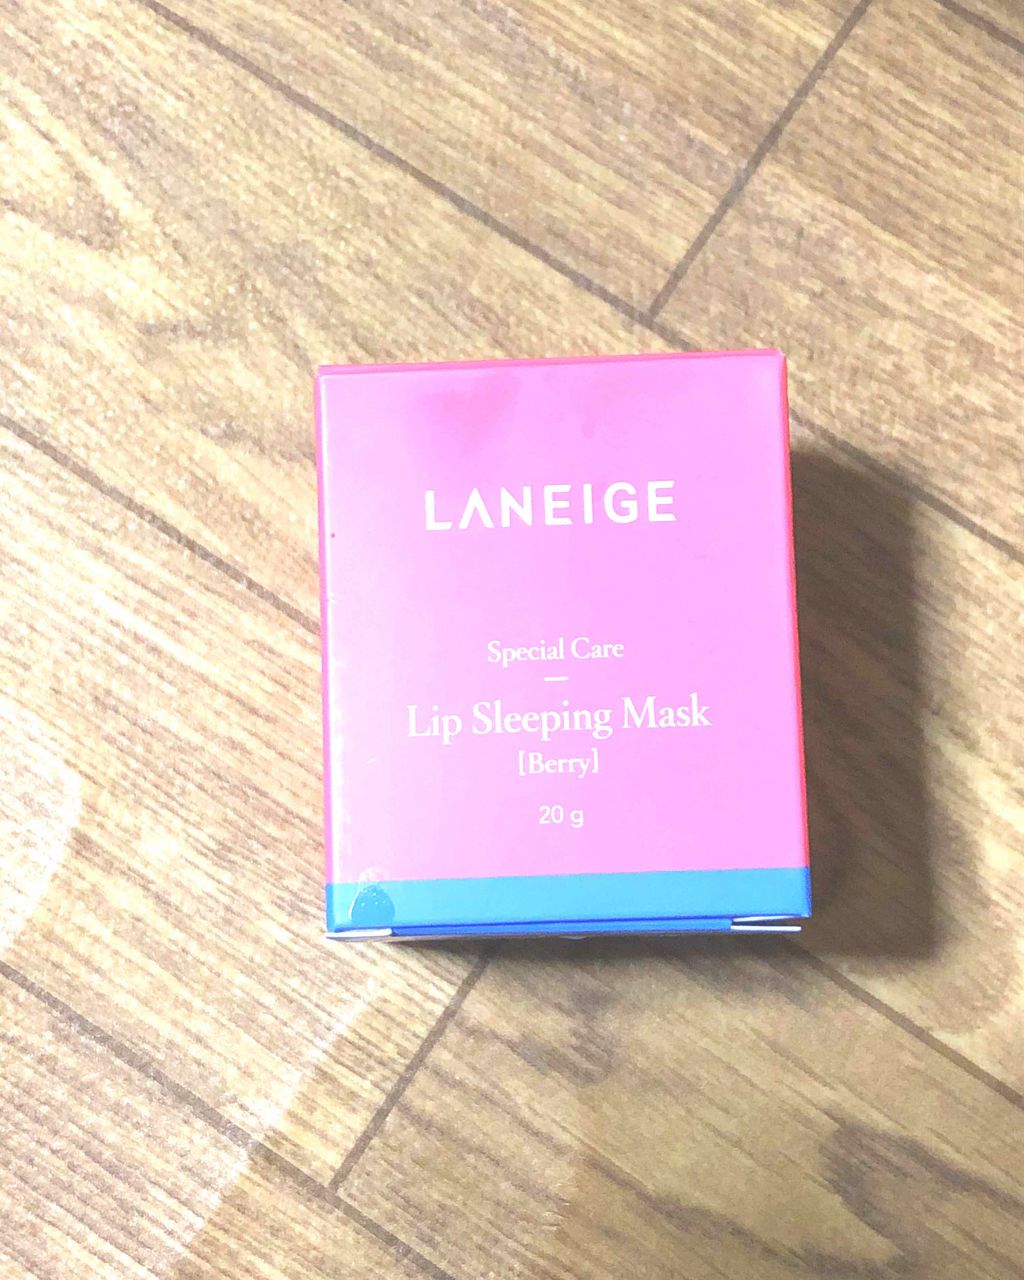 LANEIGE
Special Care
Lip Sleeping Mask
[Berry]
20 g